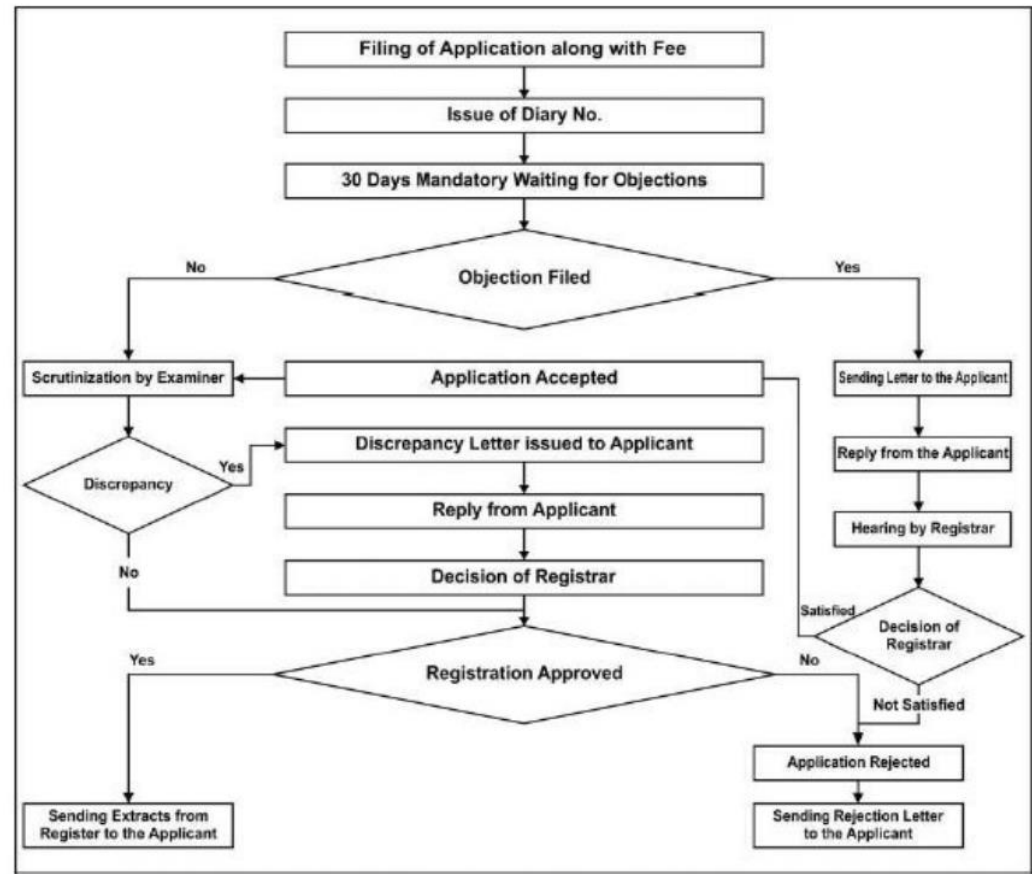 Filing of Application along with Fee
Issue of Diary No.
30 Days Mandatory Waiting for Objections
No
Objection Filed
Yes
Scrutinization by Examiner
Application Accepted
Sending Letter to the Applicant
Discrepancy
Yes
Discrepancy Letter issued to Applicant
Reply from the Applicant
Reply from Applicant
Hearing by Registrar
No
Decision of Registrar
Satisfied
Decision of
Registrar
Yes
Registration Approved
No
Not Satisfied
Application Rejected
Sending Extracts from
Register to the Applicant
Sending Rejection Letter
to the Applicant